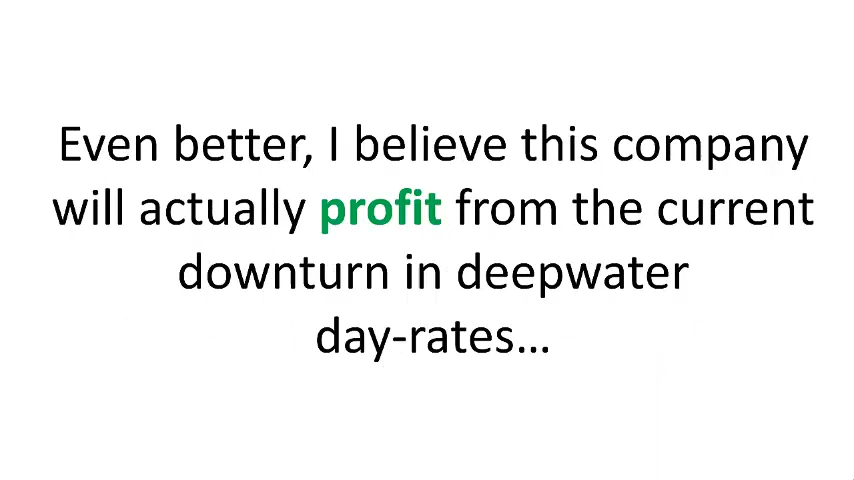 Even better, I believe this company
will actually profit from the current
downturn in deepwater
day-rates…